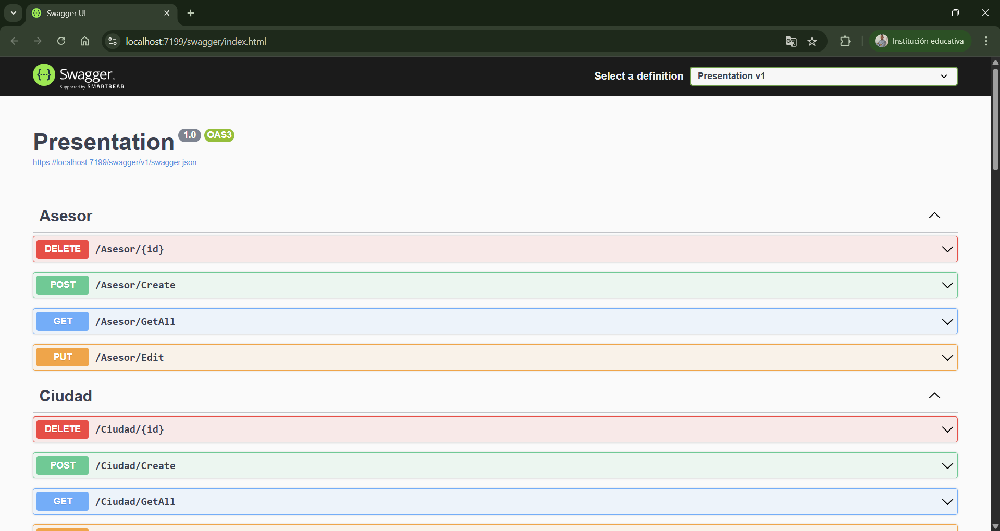 Swagger UI
localhost:7199/swagger/index.html
Institución educativa
Swagger
Supported by SMARTBEAR
Select a definition
Presentation v1
Presentation 1.0 OAS3
https://localhost:7199/swagger/v1/swagger.json
Asesor
DELETE /Asesor/{id}
POST /Asesor/Create
GET /Asesor/GetAll
PUT /Asesor/Edit
Ciudad
DELETE /Ciudad/{id}
POST /Ciudad/Create
GET /Ciudad/GetAll